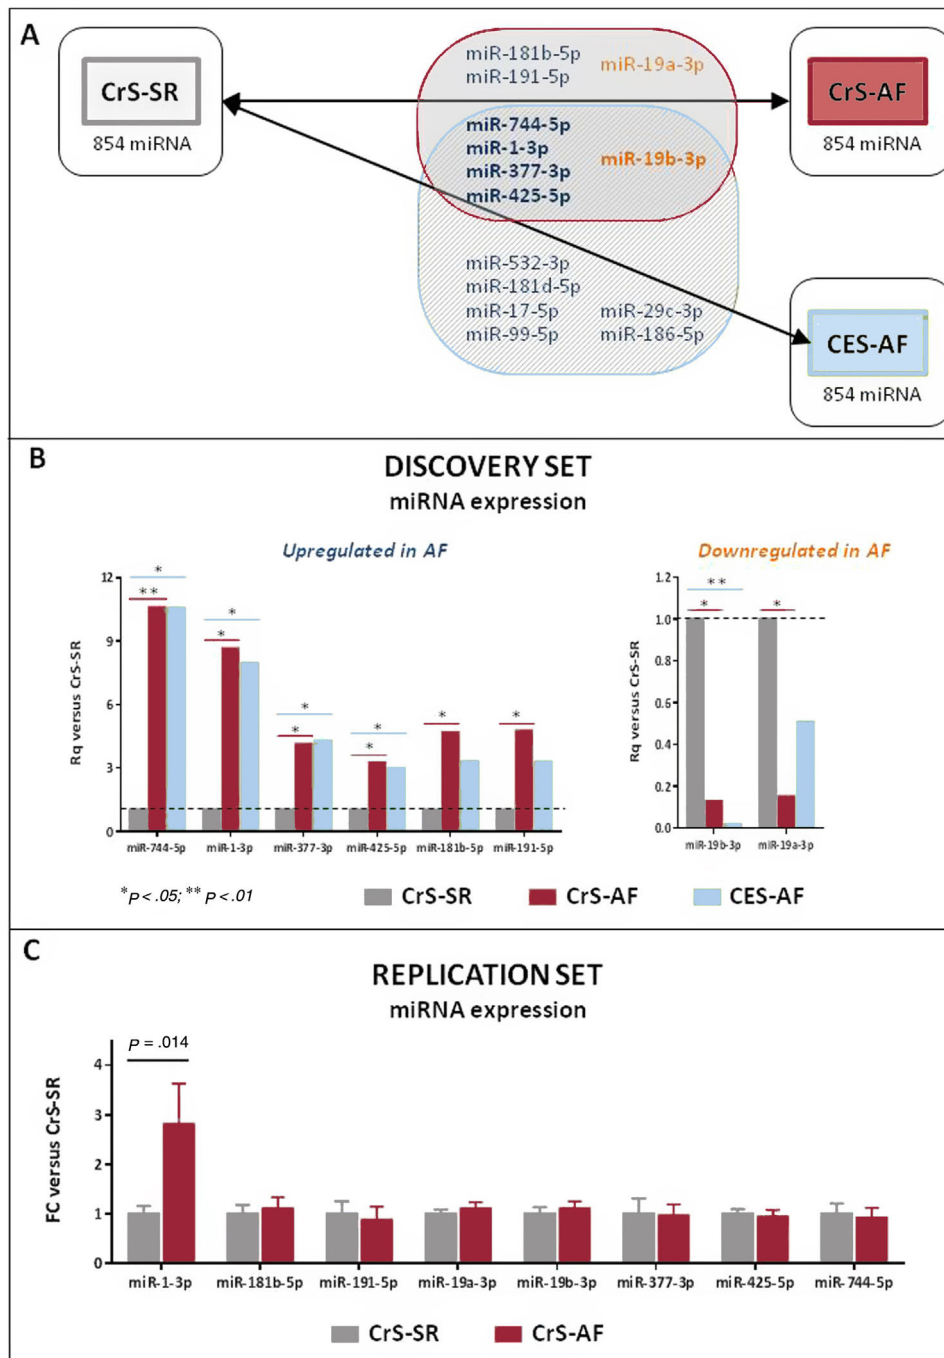 A
CrS-SR
854 miRNA
miR-181b-5p
miR-191-5p
miR-19a-3p
miR-744-5p
miR-1-3p
miR-377-3p
miR-425-5p
miR-19b-3p
miR-532-3p
miR-181d-5p
miR-17-5p
miR-99-5p
miR-29c-3p
miR-186-5p
CrS-AF
854 miRNA
CES-AF
854 miRNA
B
DISCOVERY SET
miRNA expression
Upregulated in AF
Rq versus CrS-SR
12
9
6
3
0
*
**
*
*
*
*
*
*
*
*
miR-744-5p miR-1-3p miR-377-3p miR-425-5p miR-181b-5p miR-191-5p
Downregulated in AF
Rq versus CrS-SR
1.2
1.0
0.8
0.6
0.4
0.2
0.0
**
*
*
miR-19b-3p miR-19a-3p
*P < .05; ** P < .01
CrS-SR CrS-AF CES-AF
C
REPLICATION SET
miRNA expression
P = .014
FC versus CrS-SR
4
3
2
1
0
miR-1-3p miR-181b-5p miR-191-5p miR-19a-3p miR-19b-3p miR-377-3p miR-425-5p miR-744-5p
CrS-SR CrS-AF